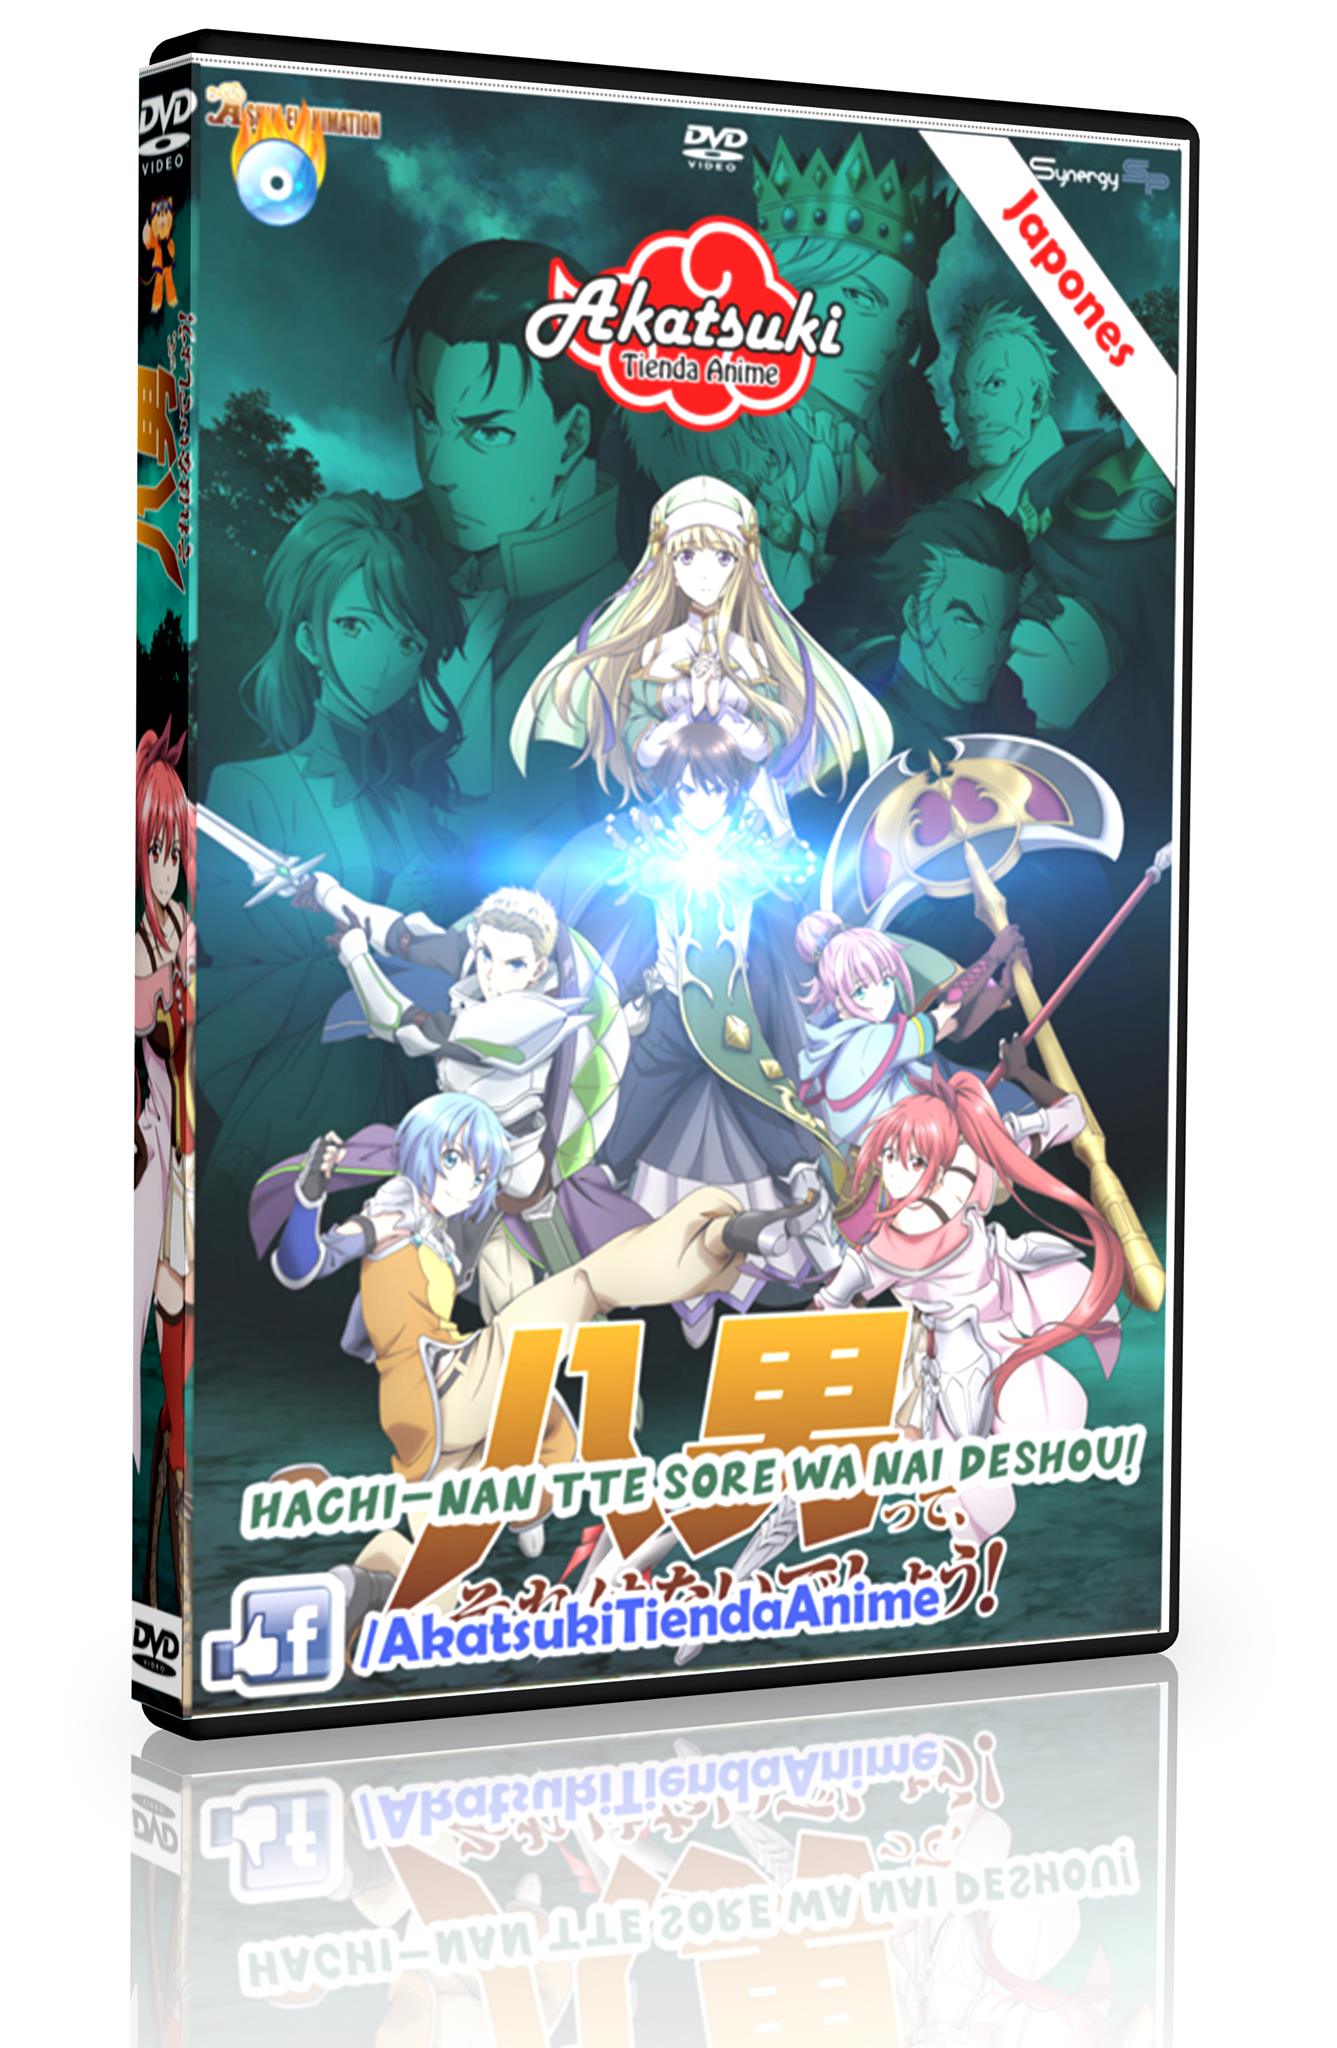 DVD
VIDEO
DVD
VIDEO
Synergy SP
Japones
Akatsuki
Tienda Anime
八男
って、
HACHI-NAN TTE SORE WA NAI DESHOU!
それはないでしょう!
f /AkatsukiTiendaAnime
DVD
VIDEO